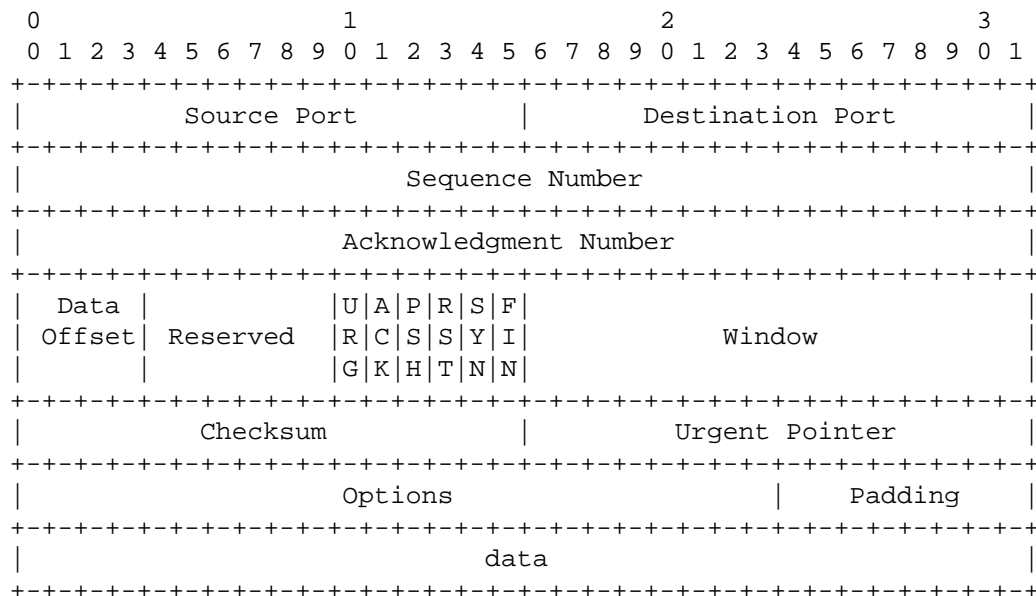 0                   1                   2                   3
 0 1 2 3 4 5 6 7 8 9 0 1 2 3 4 5 6 7 8 9 0 1 2 3 4 5 6 7 8 9 0 1
+-+-+-+-+-+-+-+-+-+-+-+-+-+-+-+-+-+-+-+-+-+-+-+-+-+-+-+-+-+-+-+-+
|          Source Port          |       Destination Port        |
+-+-+-+-+-+-+-+-+-+-+-+-+-+-+-+-+-+-+-+-+-+-+-+-+-+-+-+-+-+-+-+-+
|                        Sequence Number                        |
+-+-+-+-+-+-+-+-+-+-+-+-+-+-+-+-+-+-+-+-+-+-+-+-+-+-+-+-+-+-+-+-+
|                    Acknowledgment Number                      |
+-+-+-+-+-+-+-+-+-+-+-+-+-+-+-+-+-+-+-+-+-+-+-+-+-+-+-+-+-+-+-+-+
|  Data |           |U|A|P|R|S|F|                               |
| Offset| Reserved  |R|C|S|S|Y|I|            Window             |
|       |           |G|K|H|T|N|N|                               |
+-+-+-+-+-+-+-+-+-+-+-+-+-+-+-+-+-+-+-+-+-+-+-+-+-+-+-+-+-+-+-+-+
|           Checksum            |         Urgent Pointer        |
+-+-+-+-+-+-+-+-+-+-+-+-+-+-+-+-+-+-+-+-+-+-+-+-+-+-+-+-+-+-+-+-+
|                    Options                    |    Padding    |
+-+-+-+-+-+-+-+-+-+-+-+-+-+-+-+-+-+-+-+-+-+-+-+-+-+-+-+-+-+-+-+-+
|                             data                              |
+-+-+-+-+-+-+-+-+-+-+-+-+-+-+-+-+-+-+-+-+-+-+-+-+-+-+-+-+-+-+-+-+